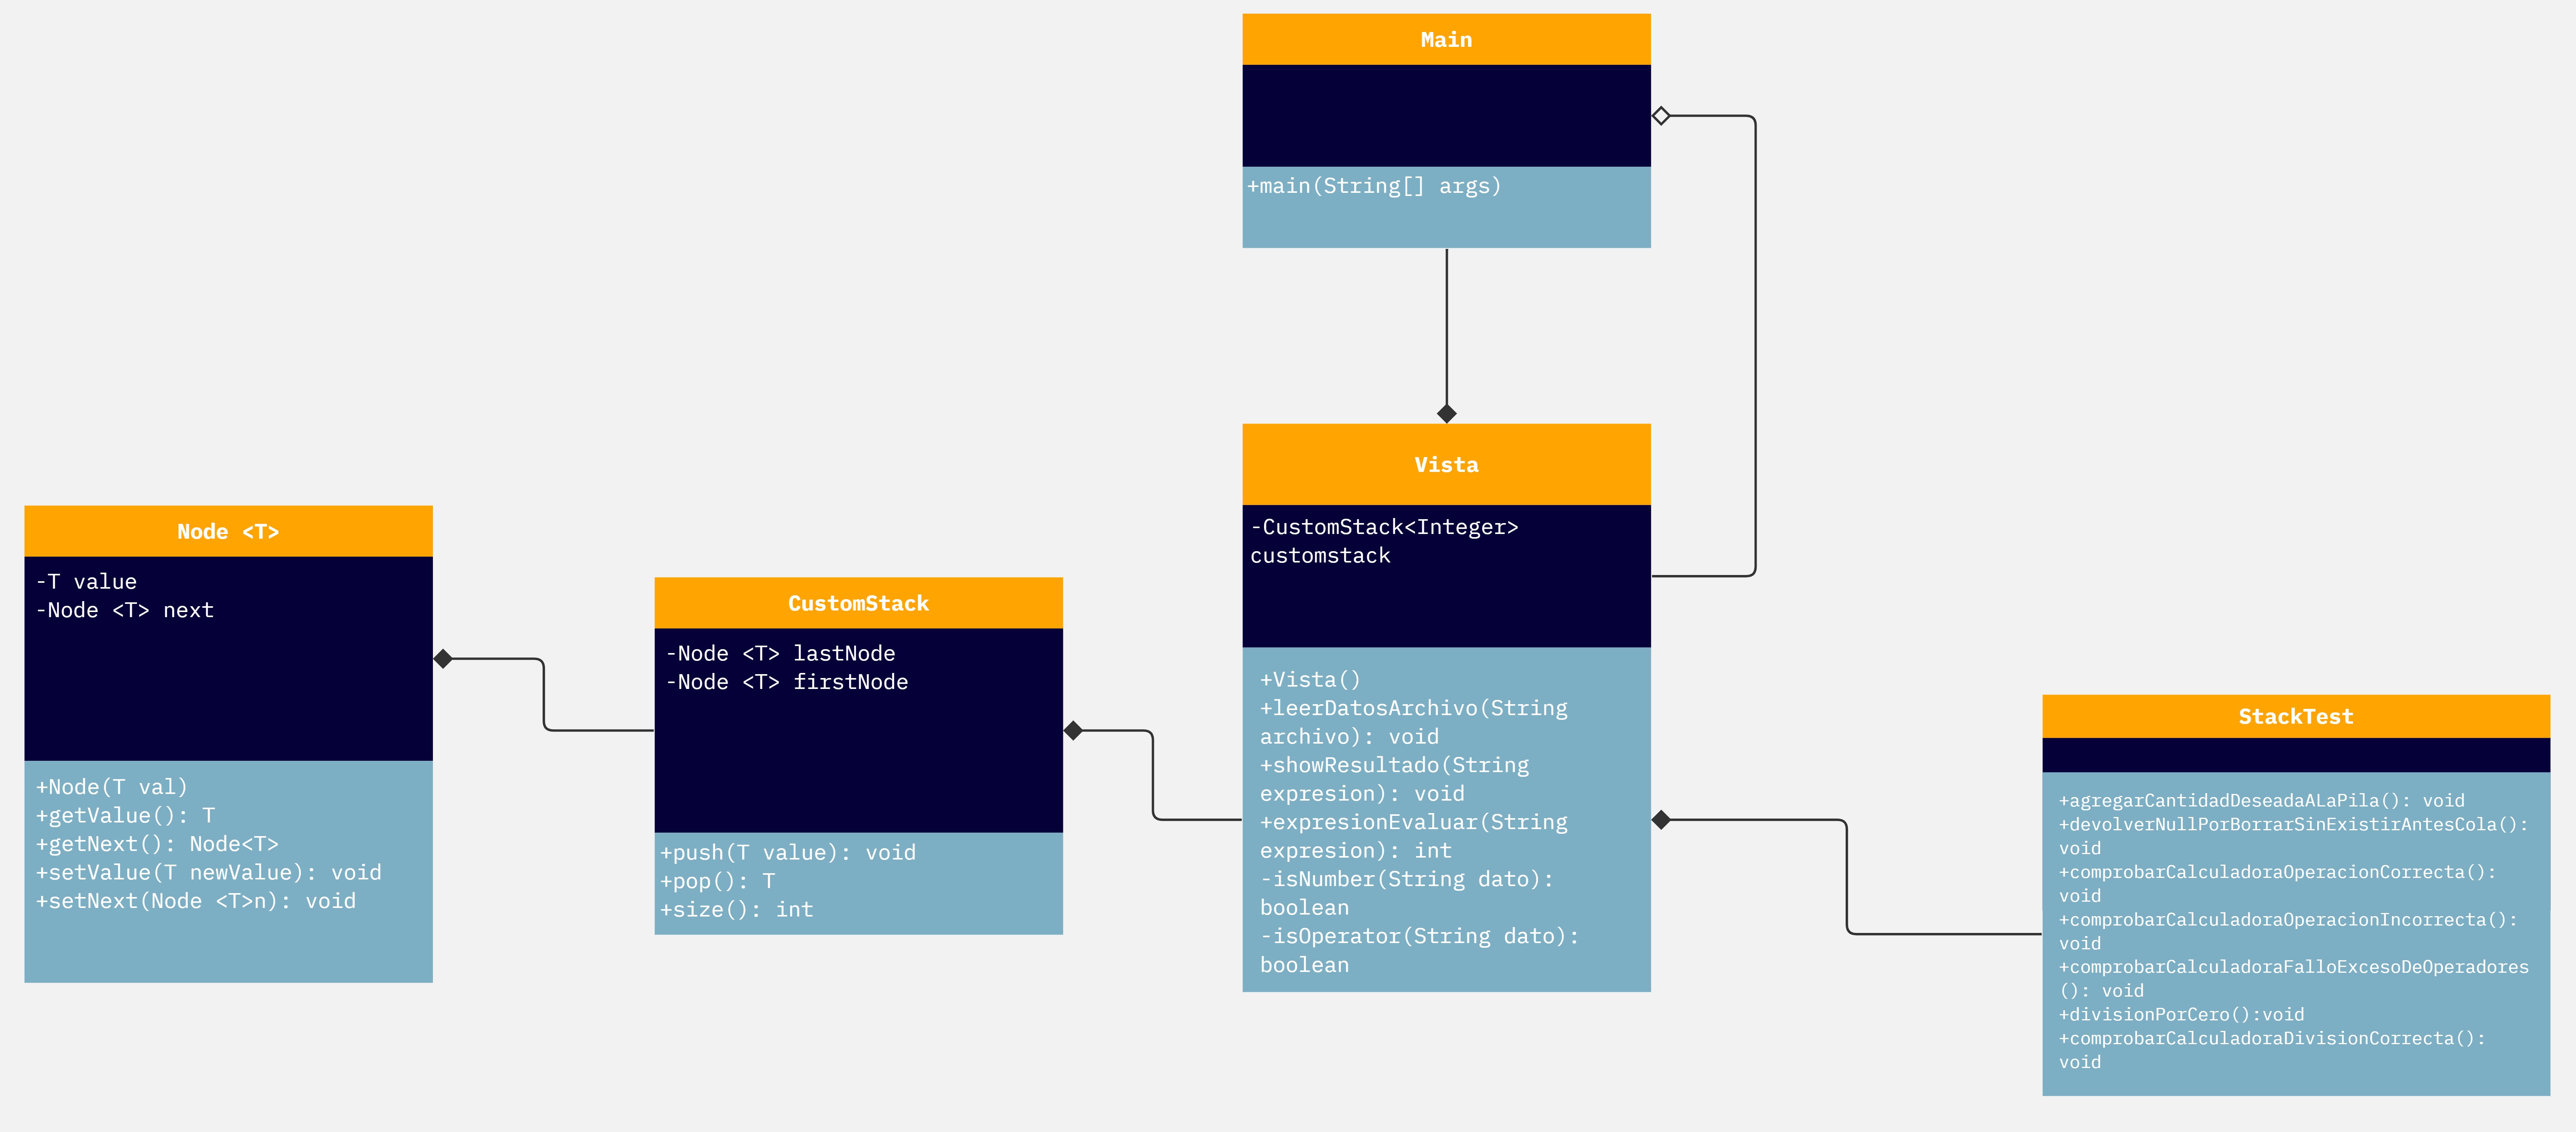 Main
+main(String[] args)
Vista
-CustomStack<Integer>
customstack
+Vista()
+leerDatosArchivo(String
archivo): void
+showResultado(String
expresion): void
+expresionEvaluar(String
expresion): int
-isNumber(String dato):
boolean
-isOperator(String dato):
boolean
Node <T>
-T value
-Node <T> next
+Node(T val)
+getValue(): T
+getNext(): Node<T>
+setValue(T newValue): void
+setNext(Node <T>n): void
CustomStack
-Node <T> lastNode
-Node <T> firstNode
+push(T value): void
+pop(): T
+size(): int
StackTest
+agregarCantidadDeseadaALaPila(): void
+devolverNullPorBorrarSinExistirAntesCola():
void
+comprobarCalculadoraOperacionCorrecta():
void
+comprobarCalculadoraOperacionIncorrecta():
void
+comprobarCalculadoraFalloExcesoDeOperadores
(): void
+divisionPorCero():void
+comprobarCalculadoraDivisionCorrecta():
void